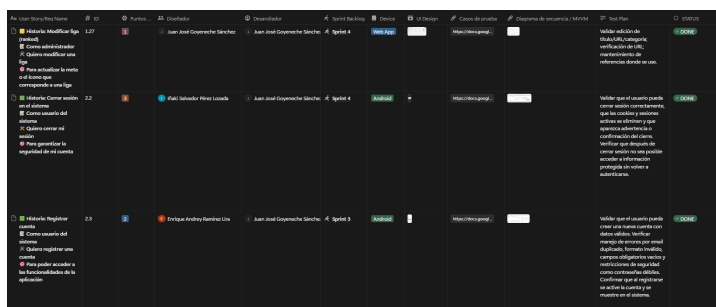 Aa User Story/Req Name # ID Puntos ... Diseñador Desarrollador Sprint Backlog Device UI Design Casos de prueba Diagrama de secuencia / MVVM Test Plan STATUS
Historia: Modificar liga 1.27 1 Juan José Goyeneche Sánchez Juan José Goyeneche Sánche: Sprint 4 Web App https://docs.googl... Validar edición de DONE
(ranked) título/URL/categoría;
Como administrador verificación de URL;
Quiero modificar una mantenimiento de
liga referencias donde se use.
Para actualizar la meta
o el icono que
corresponde a una liga
Historia: Cerrar sesión 2.2 3 Iñaki Salvador Pérez Lozada Juan José Goyeneche Sánche: Sprint 4 Android https://docs.googl... Validar que el usuario pueda DONE
en el sistema cerrar sesión correctamente,
Como usuario del que las cookies y sesiones
sistema activas se eliminen y que
Quiero cerrar mi aparezca advertencia o
sesión confirmación del cierre.
Para garantizar la Verificar que después de
seguridad de mi cuenta cerrar sesión no sea posible
acceder a información
protegida sin volver a
autenticarse.
Historia: Registrar 2.3 2 Enrique Andrey Ramírez Lira Juan José Goyeneche Sánche: Sprint 3 Android https://docs.googl... Validar que el usuario pueda DONE
cuenta crear una nueva cuenta con
Como usuario del datos válidos. Verificar
sistema manejo de errores por email
Quiero registrar una duplicado, formato inválido,
cuenta campos obligatorios vacíos y
Para poder acceder a restricciones de seguridad
las funcionalidades de la como contraseñas débiles.
aplicación Confirmar que al registrarse
se active la cuenta y se
muestre en el sistema.